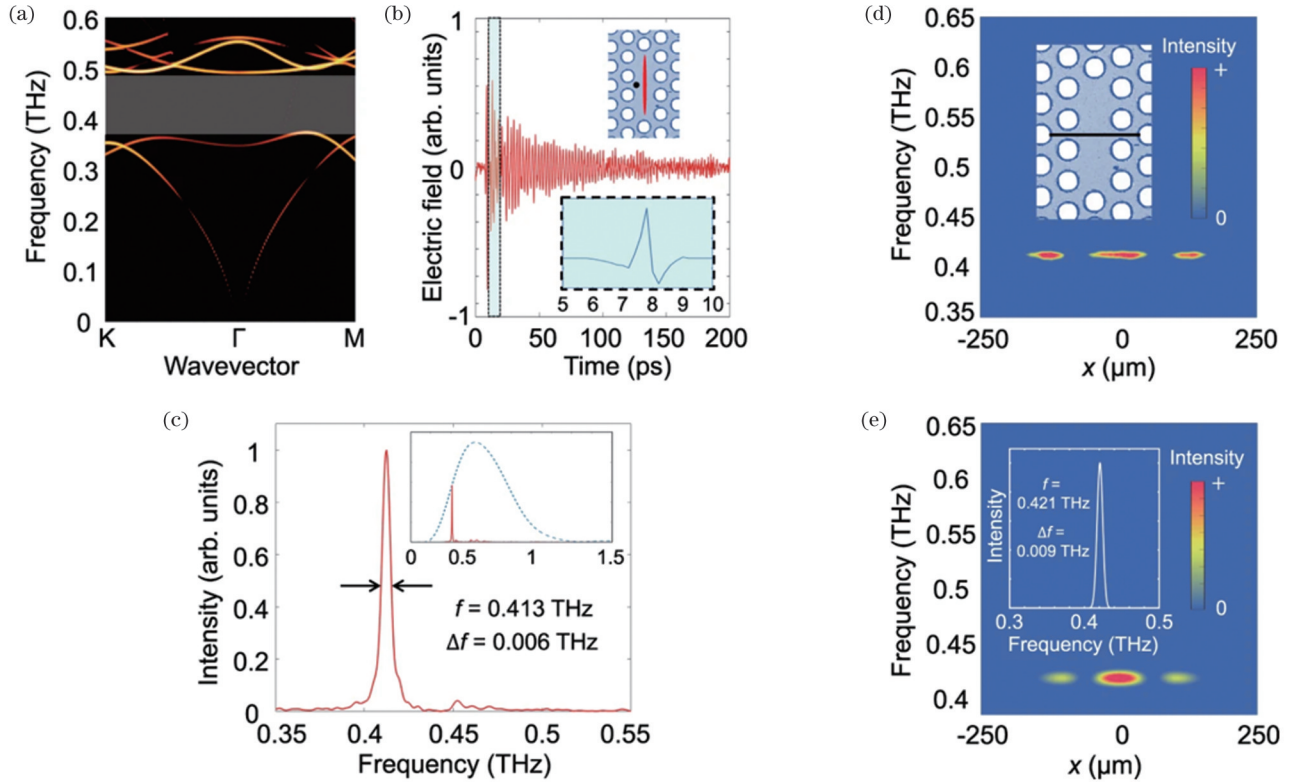 (a)
0.6
0.5
0.4
0.3
0.2
0.1
0
Frequency (THz)
K Γ M
Wavevector
(b)
1
0
-1
Electric field (arb. units)
5 6 7 8 9 10
0 50 100 150 200
Time (ps)
(c)
1
0.8
0.6
0.4
0.2
0
Intensity (arb. units)
0 0.5 1 1.5
f = 0.413 THz
Δf = 0.006 THz
0.35 0.4 0.45 0.5 0.55
Frequency (THz)
(d)
0.65
0.6
0.55
0.5
0.45
0.4
0.35
Frequency (THz)
Intensity
+
0
-250 0 250
x (μm)
(e)
0.65
0.6
0.55
0.5
0.45
0.4
Frequency (THz)
Intensity
f =
0.421 THz
Δf =
0.009 THz
0.3 0.4 0.5
Frequency (THz)
Intensity
+
0
-250 0 250
x (μm)